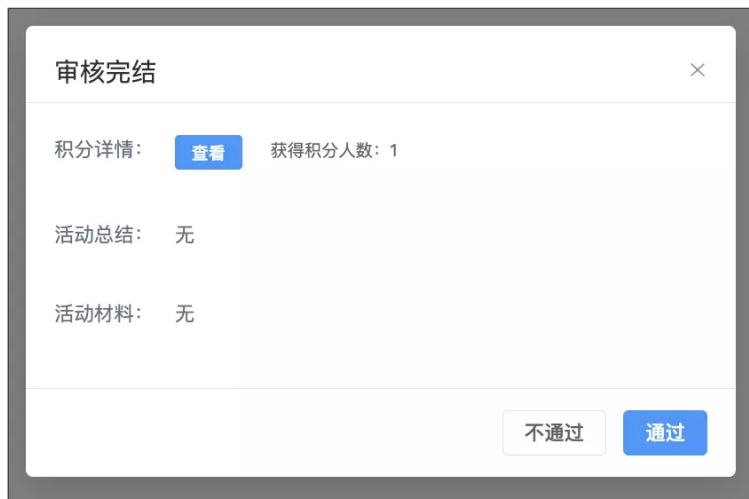 审核完结
积分详情： 查看 获得积分人数：1
活动总结： 无
活动材料： 无
不通过 通过